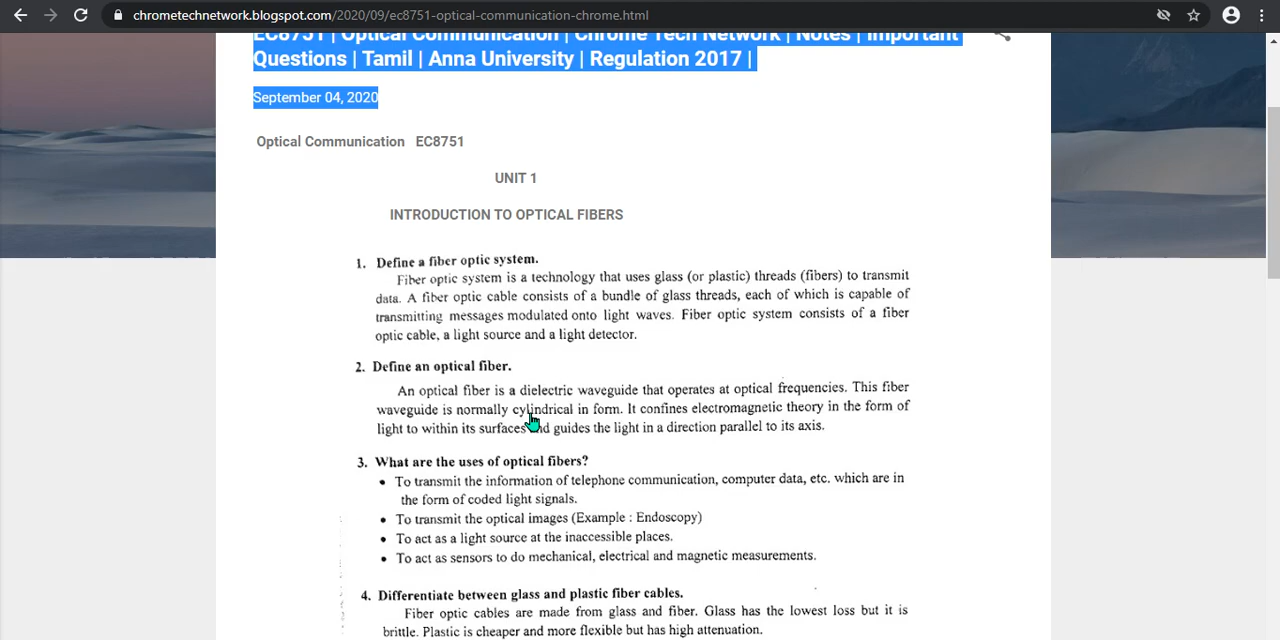 chrometechnetwork.blogspot.com/2020/09/ec8751-optical-communication-chrome.html
EC8751 | Optical Communication | Chrome Tech Network | Notes | Important
Questions | Tamil | Anna University | Regulation 2017 |
September 04, 2020
Optical Communication EC8751
UNIT 1
INTRODUCTION TO OPTICAL FIBERS
1. Define a fiber optic system.
Fiber optic system is a technology that uses glass (or plastic) threads (fibers) to transmit
data. A fiber optic cable consists of a bundle of glass threads, each of which is capable of
transmitting messages modulated onto light waves. Fiber optic system consists of a fiber
optic cable, a light source and a light detector.
2. Define an optical fiber.
An optical fiber is a dielectric waveguide that operates at optical frequencies. This fiber
waveguide is normally cylindrical in form. It confines electromagnetic theory in the form of
light to within its surfaces and guides the light in a direction parallel to its axis.
3. What are the uses of optical fibers?
• To transmit the information of telephone communication, computer data, etc. which are in
the form of coded light signals.
• To transmit the optical images (Example : Endoscopy)
• To act as a light source at the inaccessible places.
• To act as sensors to do mechanical, electrical and magnetic measurements.
4. Differentiate between glass and plastic fiber cables.
Fiber optic cables are made from glass and fiber. Glass has the lowest loss but it is
brittle. Plastic is cheaper and more flexible but has high attenuation.